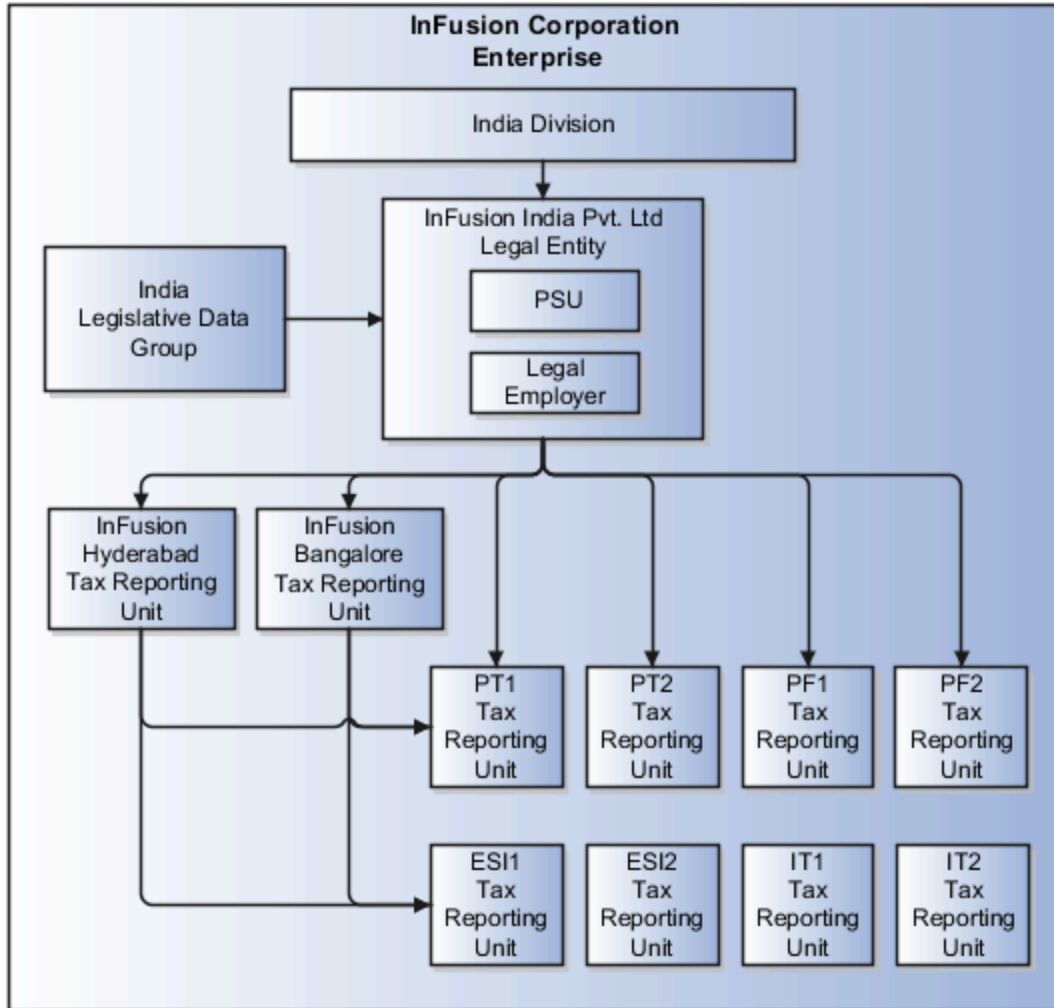 InFusion Corporation
Enterprise
India Division
InFusion India Pvt. Ltd
Legal Entity
PSU
Legal
Employer
India
Legislative Data
Group
InFusion
Hyderabad
Tax Reporting
Unit
InFusion
Bangalore
Tax Reporting
Unit
PT1
Tax
Reporting
Unit
PT2
Tax
Reporting
Unit
PF1
Tax
Reporting
Unit
PF2
Tax
Reporting
Unit
ESI1
Tax
Reporting
Unit
ESI2
Tax
Reporting
Unit
IT1
Tax
Reporting
Unit
IT2
Tax
Reporting
Unit